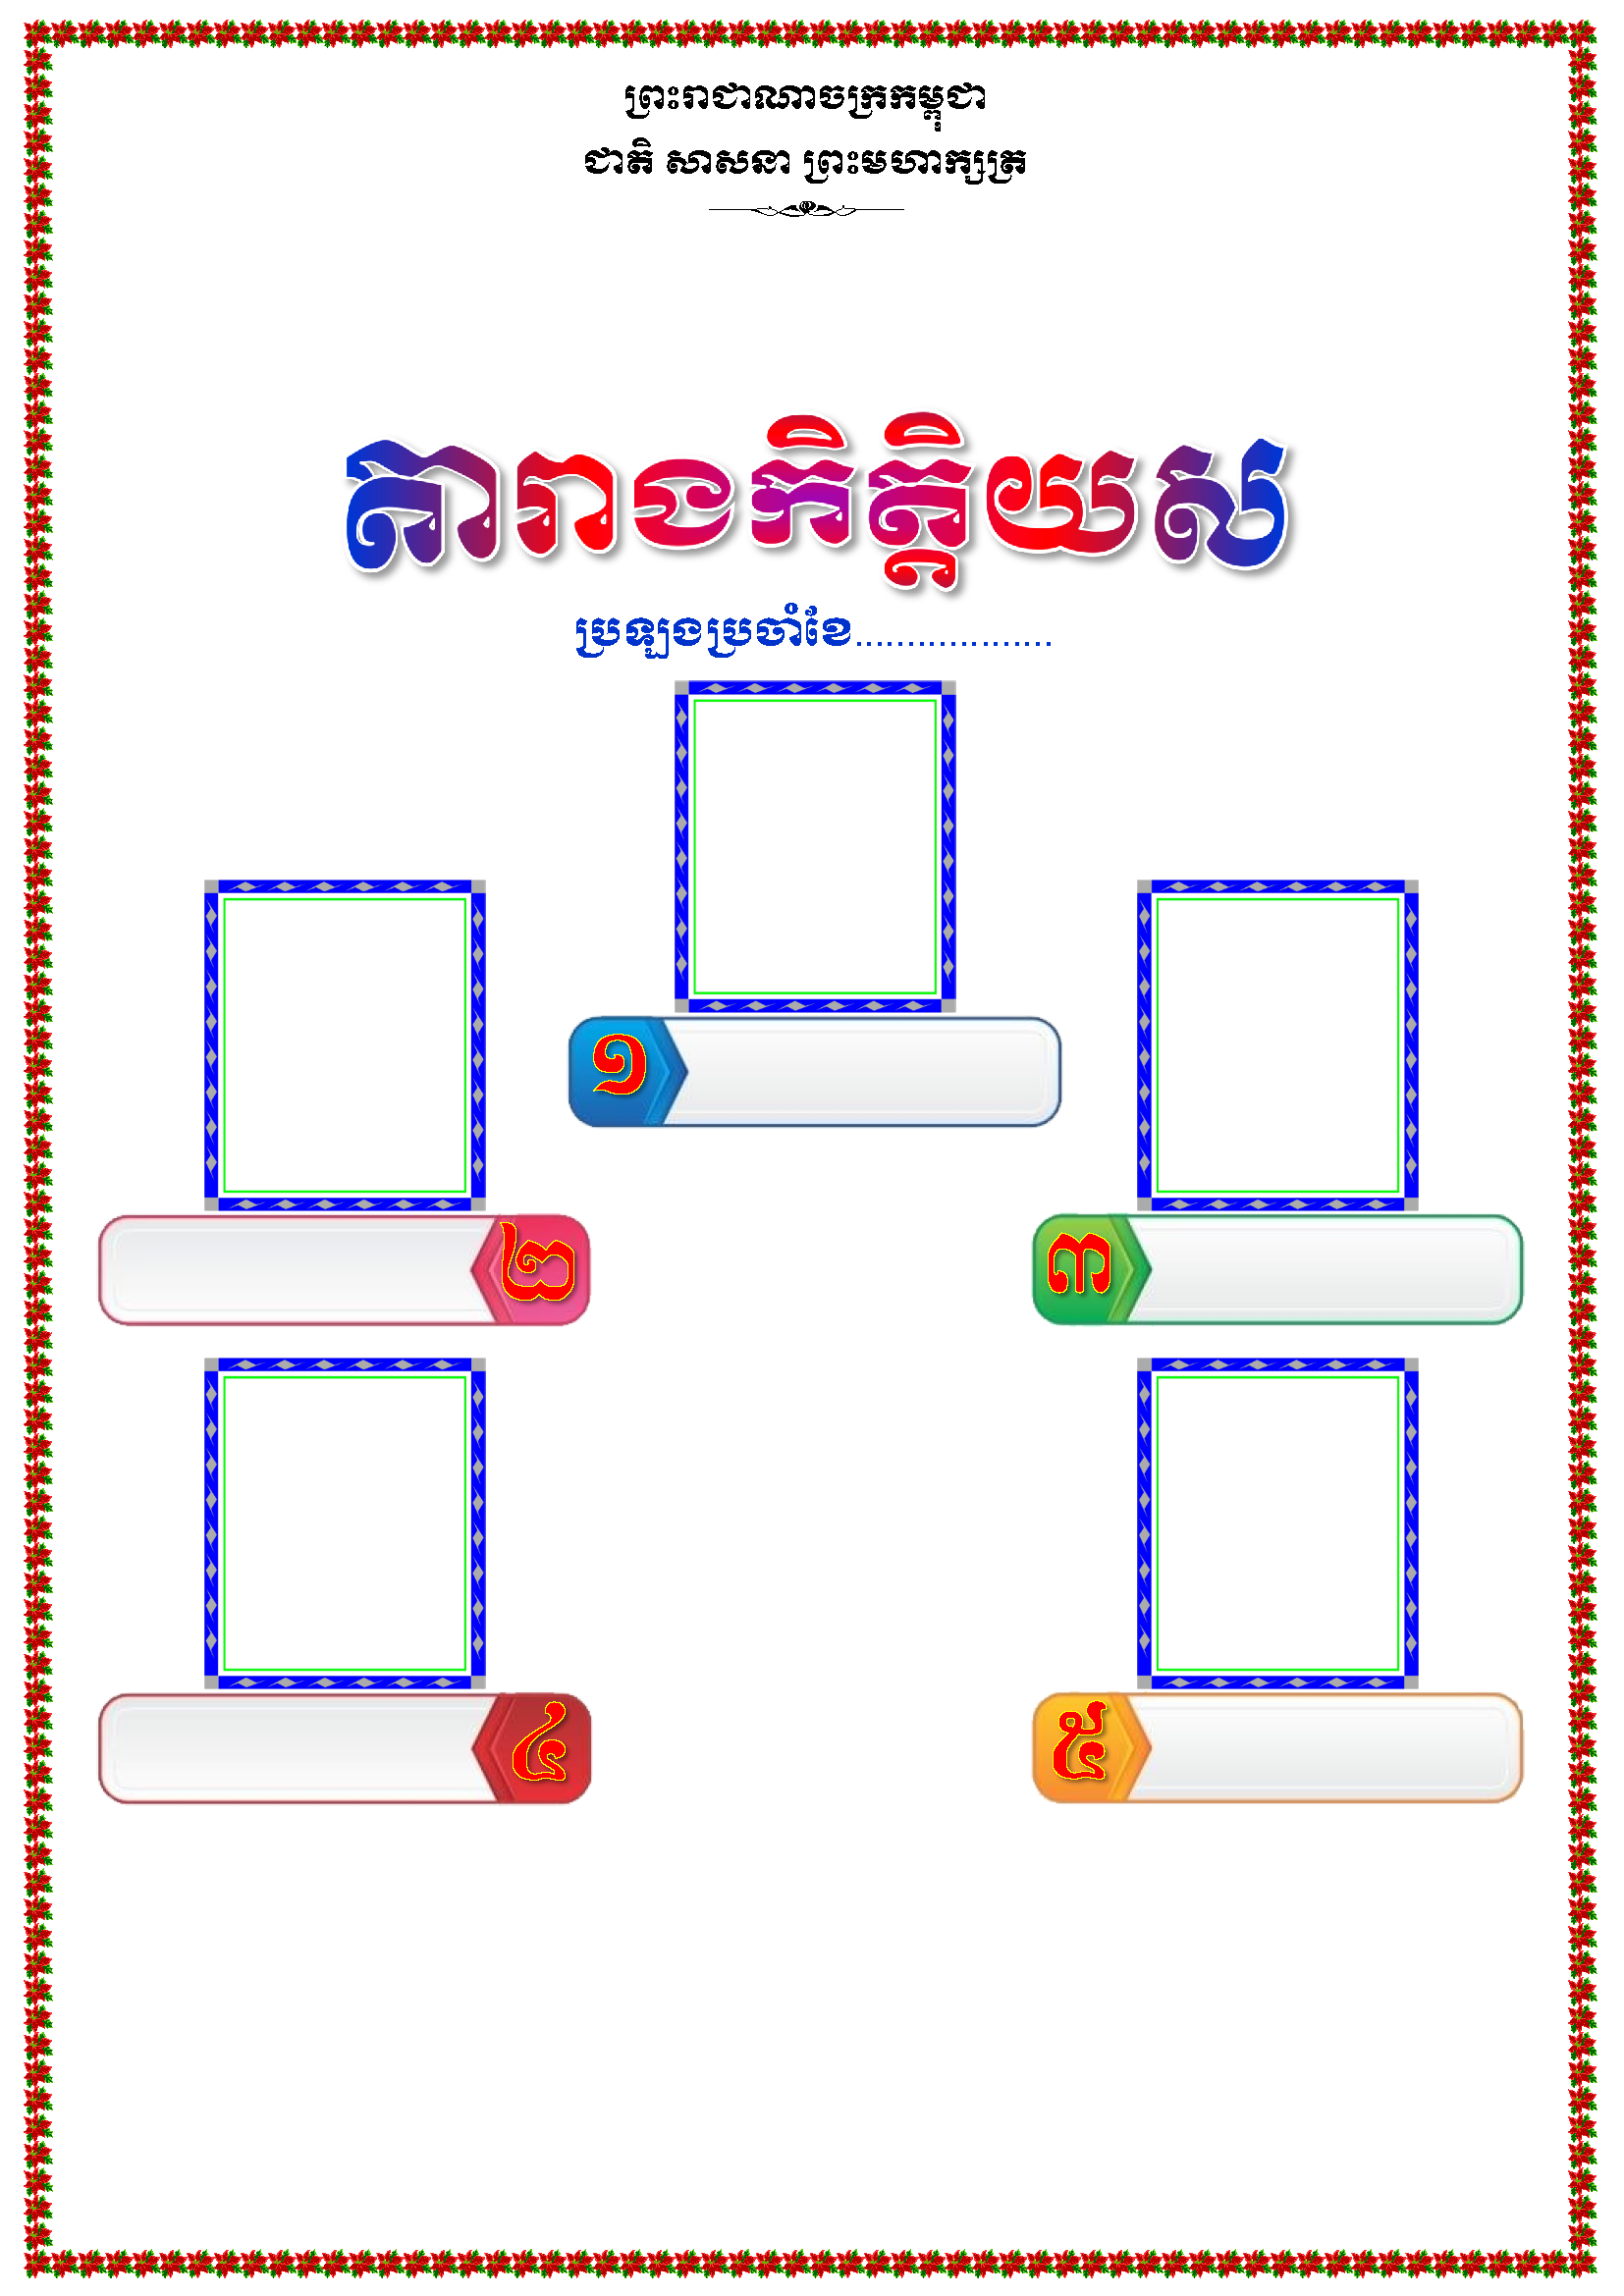 ព្រះរាជាណាចក្រកម្ពុជា
ជាតិ សាសនា ព្រះមហាក្សត្រ
តារាងកិត្តិយស
ប្រឡងប្រចាំខែ...................
១
២
៣
៤
៥